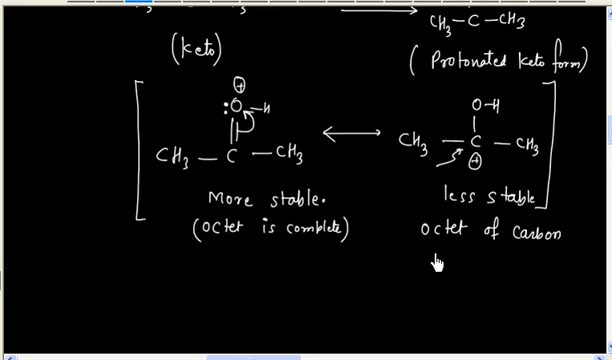 CH3-C-CH3
(keto)
(Protonated keto form)
⊕
:O-H
O-H
CH3-C-CH3
CH3-C-CH3
⊕
More stable.
less stable
(octet is complete)
octet of carbon